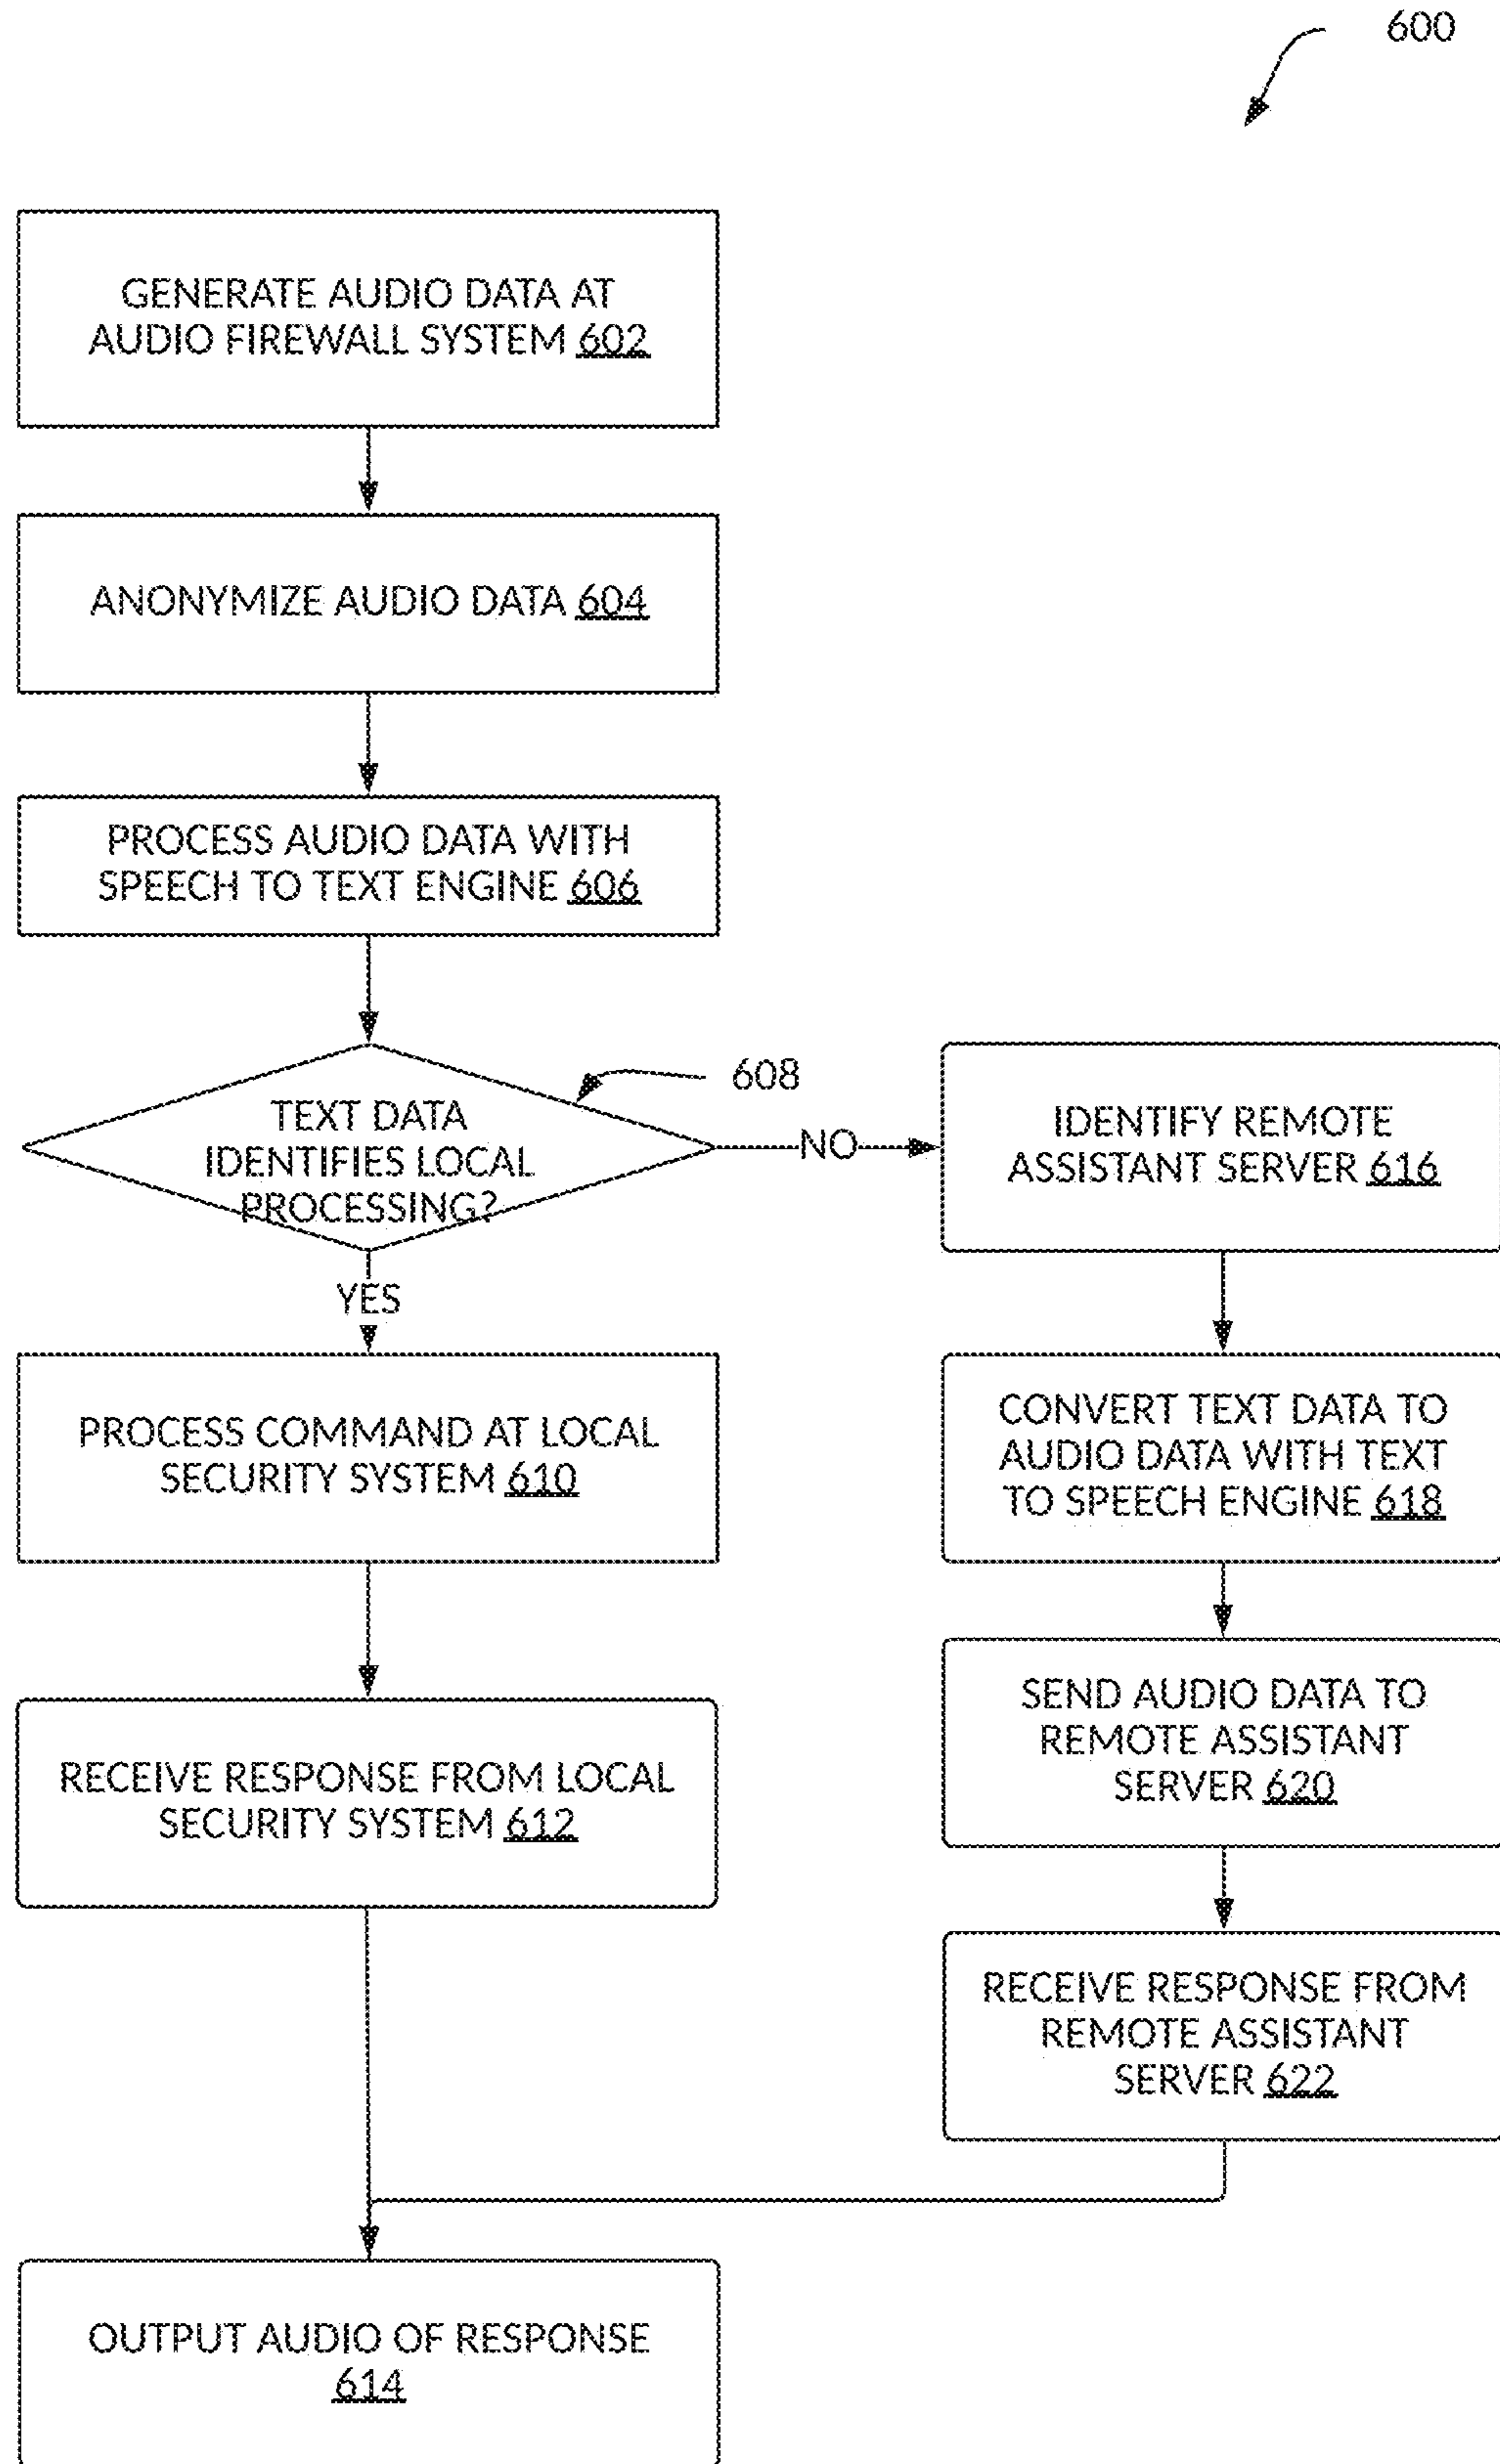 600
GENERATE AUDIO DATA AT
AUDIO FIREWALL SYSTEM 602
ANONYMIZE AUDIO DATA 604
PROCESS AUDIO DATA WITH
SPEECH TO TEXT ENGINE 606
608
TEXT DATA
IDENTIFIES LOCAL
PROCESSING?
NO
YES
PROCESS COMMAND AT LOCAL
SECURITY SYSTEM 610
RECEIVE RESPONSE FROM LOCAL
SECURITY SYSTEM 612
IDENTIFY REMOTE
ASSISTANT SERVER 616
CONVERT TEXT DATA TO
AUDIO DATA WITH TEXT
TO SPEECH ENGINE 618
SEND AUDIO DATA TO
REMOTE ASSISTANT
SERVER 620
RECEIVE RESPONSE FROM
REMOTE ASSISTANT
SERVER 622
OUTPUT AUDIO OF RESPONSE
614